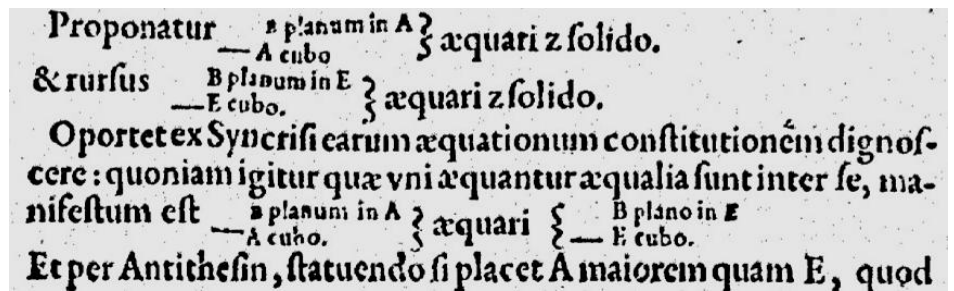 Proponatur B planum in A } æquari z ſolido.
— A cubo
& rurſus B planum in E } æquari z ſolido.
— E cubo.
Oportet ex Syncriſi earum æquationum conſtitutioném dignoſ-
cere : quoniam igitur quæ vni æquantur æqualia ſunt inter ſe, ma-
nifeſtum eſt B planum in A } æquari { B plano in E
— A cubo. — E cubo.
Et per Antitheſin, ſtatuendo ſi placet A maiorem quam E, quod